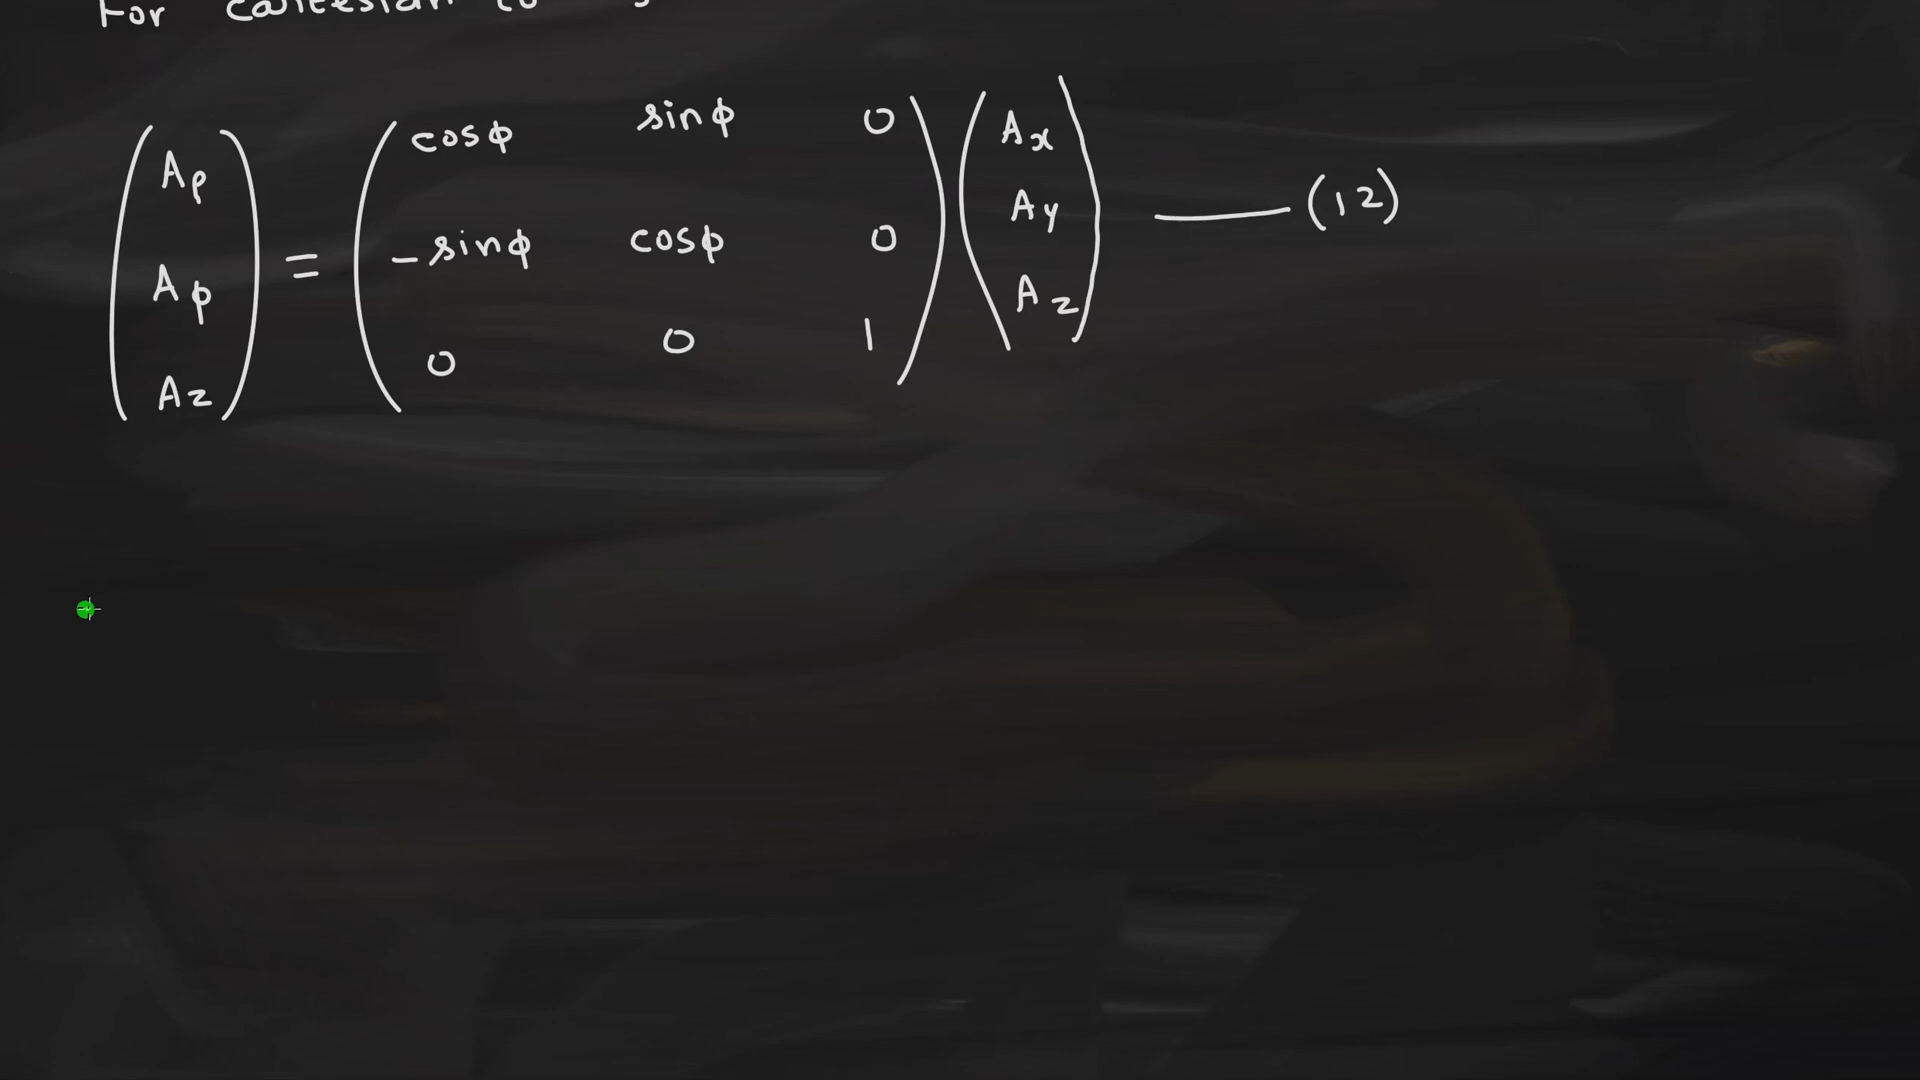 For
(Aρ Aϕ Az) = (cosϕ sinϕ 0 -sinϕ cosϕ 0 0 0 1) (Ax Ay Az) —— (12)